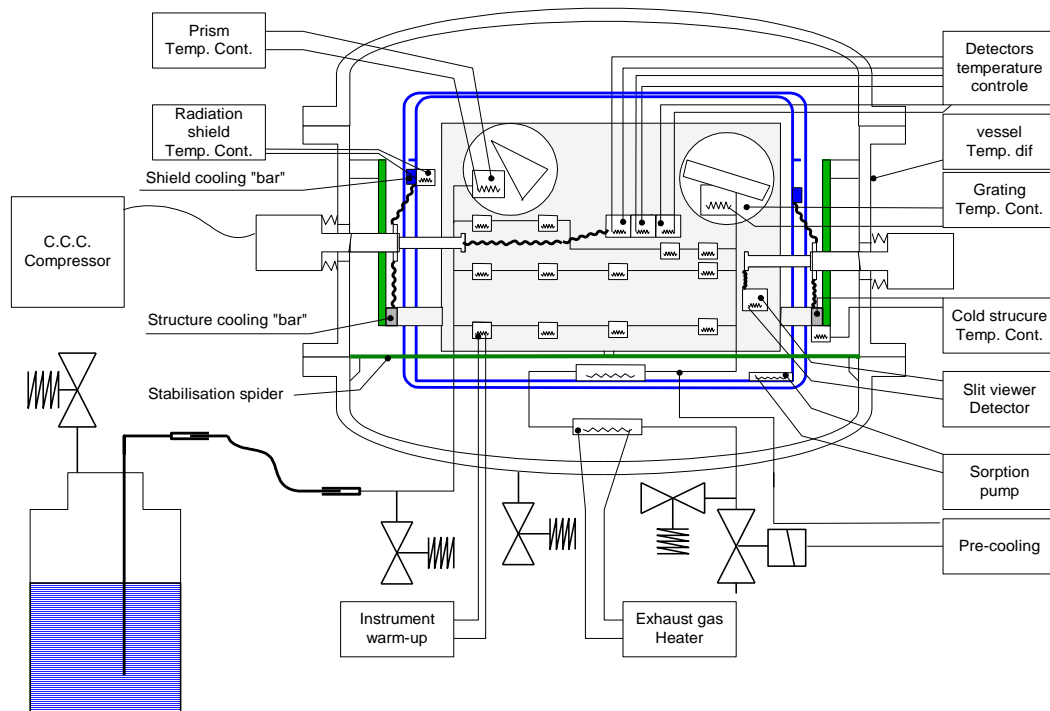 Prism
Temp. Cont.
Detectors
temperature
controle
Radiation
shield
Temp. Cont.
vessel
Temp. dif
Shield cooling "bar"
Grating
Temp. Cont.
C.C.C.
Compressor
Structure cooling "bar"
Cold strucure
Temp. Cont.
Stabilisation spider
Slit viewer
Detector
Sorption
pump
Pre-cooling
Instrument
warm-up
Exhaust gas
Heater